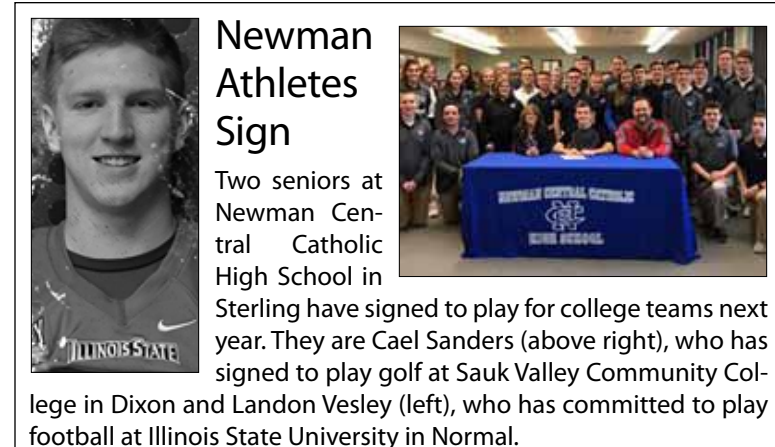 Newman
Athletes
Sign
Two seniors at
Newman Cen-
tral Catholic
High School in
Sterling have signed to play for college teams next
year. They are Cael Sanders (above right), who has
signed to play golf at Sauk Valley Community Col-
lege in Dixon and Landon Vesley (left), who has committed to play
football at Illinois State University in Normal.
ILLINOIS STATE
NEWMAN CENTRAL CATHOLIC
NC
HIGH SCHOOL